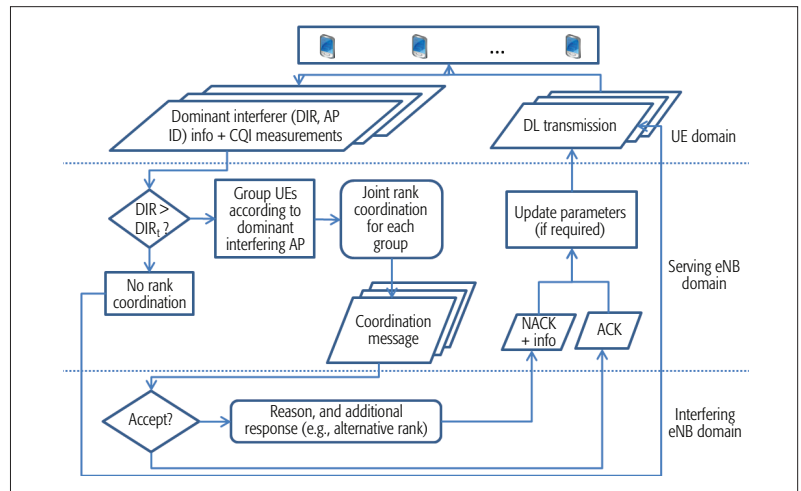 ...
Dominant interferer (DIR, AP
ID) info + CQI measurements
DL transmission
UE domain
DIR >
DIRt ?
Group UEs
according to
dominant
interfering AP
Joint rank
coordination
for each
group
Update parameters
(if required)
No rank
coordination
Serving eNB
domain
Coordination
message
NACK
+ info
ACK
Accept?
Reason, and additional
response (e.g., alternative rank)
Interfering
eNB domain